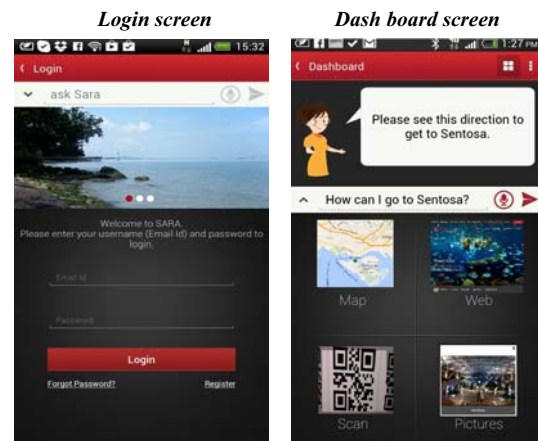 Login screen
Dash board screen
15:32
Login
ask Sara
Welcome to SARA.
Please enter your username (Email Id) and password to
login.
Email Id
Password
Login
Forgot Password?
Register
1:27 PM
Dashboard
Please see this direction to
get to Sentosa.
How can I go to Sentosa?
Map
Web
Scan
Pictures